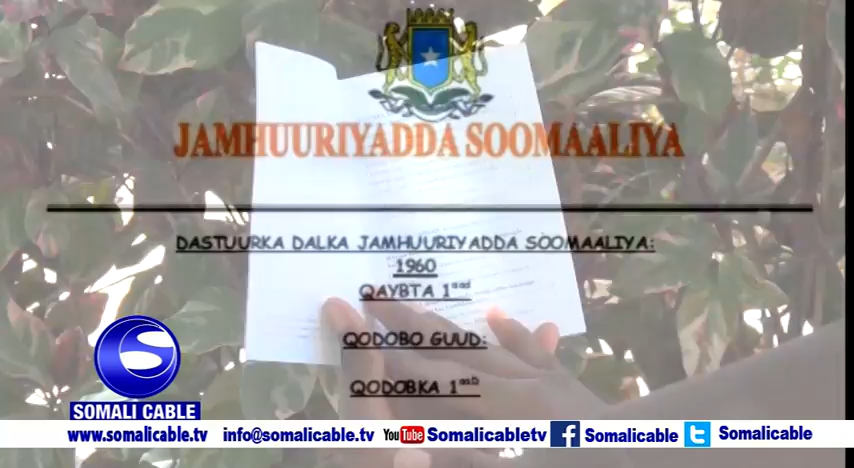 JAMHUURIYADDA SOOMAALIYA
DASTUURKA DALKA JAMHUURIYADDA SOOMAALIYA:
1960
QAYBTA 1aad
QODOBO GUUD:
QODOBKA 1aaD
S
SOMALI CABLE
www.somalicable.tv info@somalicable.tv YouTube Somalicabletv f Somalicable t Somalicable